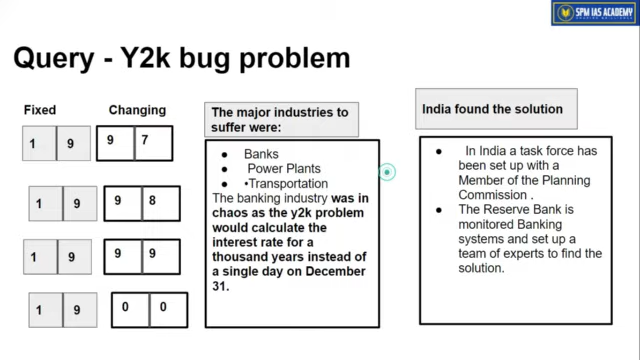 SPM IAS ACADEMY
Query - Y2k bug problem
Fixed
Changing
1 9 9 7
1 9 9 8
1 9 9 9
1 9 0 0
The major industries to
suffer were:
● Banks
● Power Plants
● •Transportation
The banking industry was in
chaos as the y2k problem
would calculate the
interest rate for a
thousand years instead of
a single day on December
31.
India found the solution
● In India a task force has
been set up with a
Member of the Planning
Commission .
● The Reserve Bank is
monitored Banking
systems and set up a
team of experts to find the
solution.